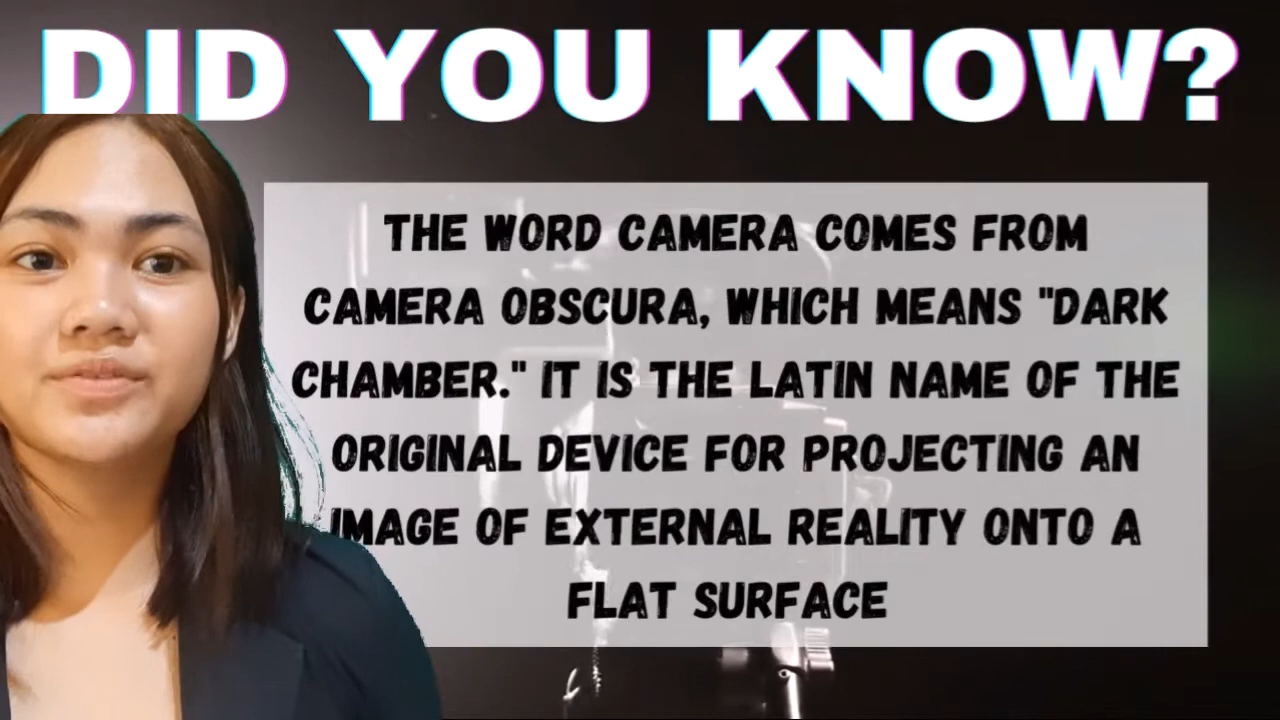 DID YOU KNOW?
THE WORD CAMERA COMES FROM
CAMERA OBSCURA, WHICH MEANS "DARK
CHAMBER." IT IS THE LATIN NAME OF THE
ORIGINAL DEVICE FOR PROJECTING AN
IMAGE OF EXTERNAL REALITY ONTO A
FLAT SURFACE